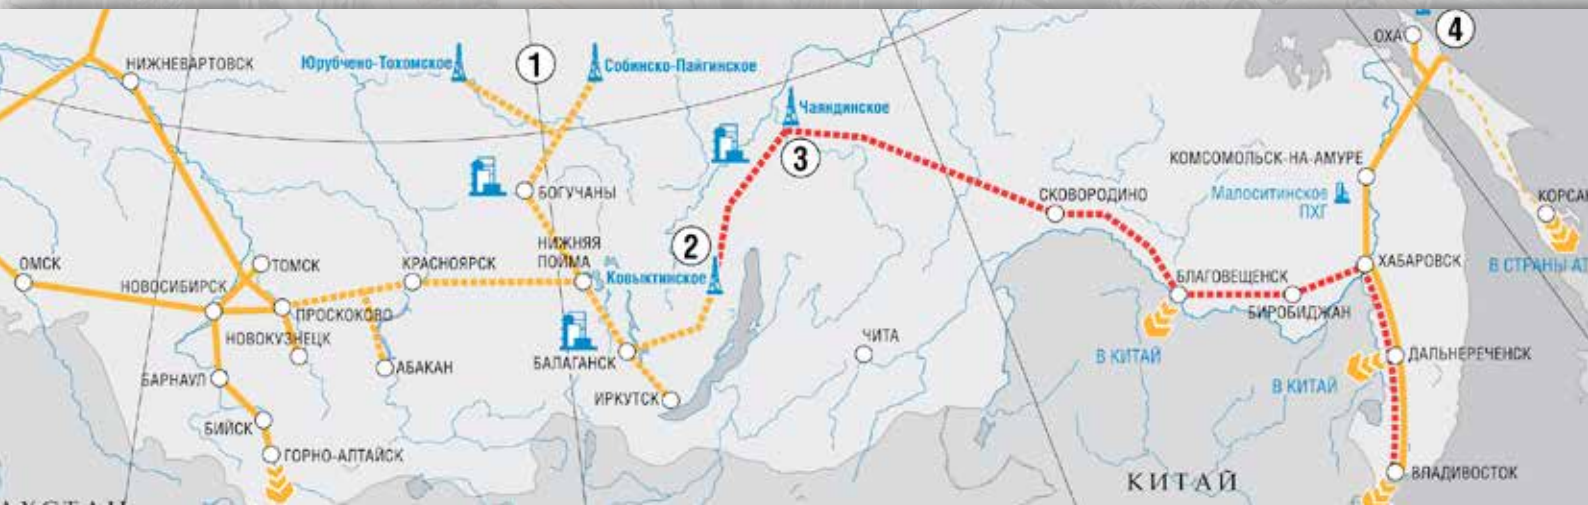 ОХА
4
НИЖНЕВАРТОВСК
Юрубчено-Тохомское
1
Собинско-Пайгинское
Чаяндинское
3
КОМСОМОЛЬСК-НА-АМУРЕ
БОГУЧАНЫ
СКОВОРОДИНО
Малоситинское
ПХГ
2
НИЖНЯЯ
ПОЙМА
ОМСК
ТОМСК
КРАСНОЯРСК
Ковыктинское
ХАБАРОВСК
НОВОСИБИРСК
БЛАГОВЕЩЕНСК
ПРОСКОКОВО
БИРОБИДЖАН
НОВОКУЗНЕЦК
ЧИТА
В КИТАЙ
ДАЛЬНЕРЕЧЕНСК
БАЛАГАНСК
АБАКАН
БАРНАУЛ
В КИТАЙ
ИРКУТСК
БИЙСК
ГОРНО-АЛТАЙСК
КИТАЙ
ВЛАДИВОСТОК
В СТРАНЫ